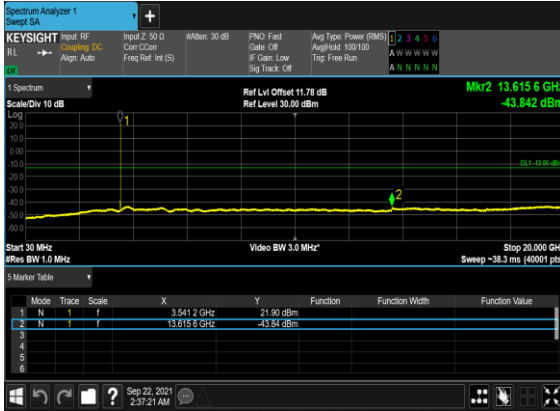 Spectrum Analyzer 1
Swept SA
+
KEYSIGHT Input: RF Input Z: 50 Ω #Atten: 30 dB PNO: Fast Avg Type: Power (RMS) 1 2 3 4 5 6
RL Coupling: DC Corr CCorr Gate: Off Avg|Hold: 100/100 A W W W W W
Align: Auto Freq Ref: Int (S) IF Gain: Low Trig: Free Run
Sig Track: Off A N N N N N
1 Spectrum Ref Lvl Offset 11.78 dB Mkr2 13.615 6 GHz
Scale/Div 10 dB Ref Level 30.00 dBm -43.842 dBm
Log
1
20.0
10.0
0.00
-10.0 DL1 -13.00 dBm
-20.0
-30.0
2
-40.0
-50.0
-60.0
Start 30 MHz Video BW 3.0 MHz* Stop 20.000 GH
#Res BW 1.0 MHz Sweep ~38.3 ms (40001 pts
5 Marker Table
Mode Trace Scale X Y Function Function Width Function Value
1 N 1 f 3.541 2 GHz 21.90 dBm
2 N 1 f 13.615 6 GHz -43.84 dBm
3
4
5
6
? Sep 22, 2021
2:37:21 AM